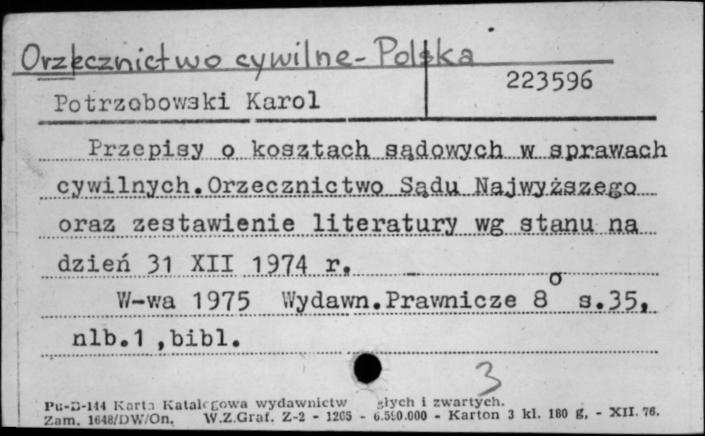 Orzecznictwo cywilne - Polska
223596
Potrzobowski Karol
Przepisy o kosztach sądowych w sprawach
cywilnych.Orzecznictwo Sądu Najwyższego
oraz zestawienie literatury wg stanu na
dzień 31 XII 1974 r.
W-wa 1975 Wydawn.Prawnicze 8° s.35,
nlb.1 ,bibl.
3
Pu-D-144 Karta Katalogowa wydawnictw głych i zwartych.
Zam. 1648/DW/On. W.Z.Graf. Z-2 - 1205 - 6.590.000 - Karton 3 kl. 180 g. - XII. 76.